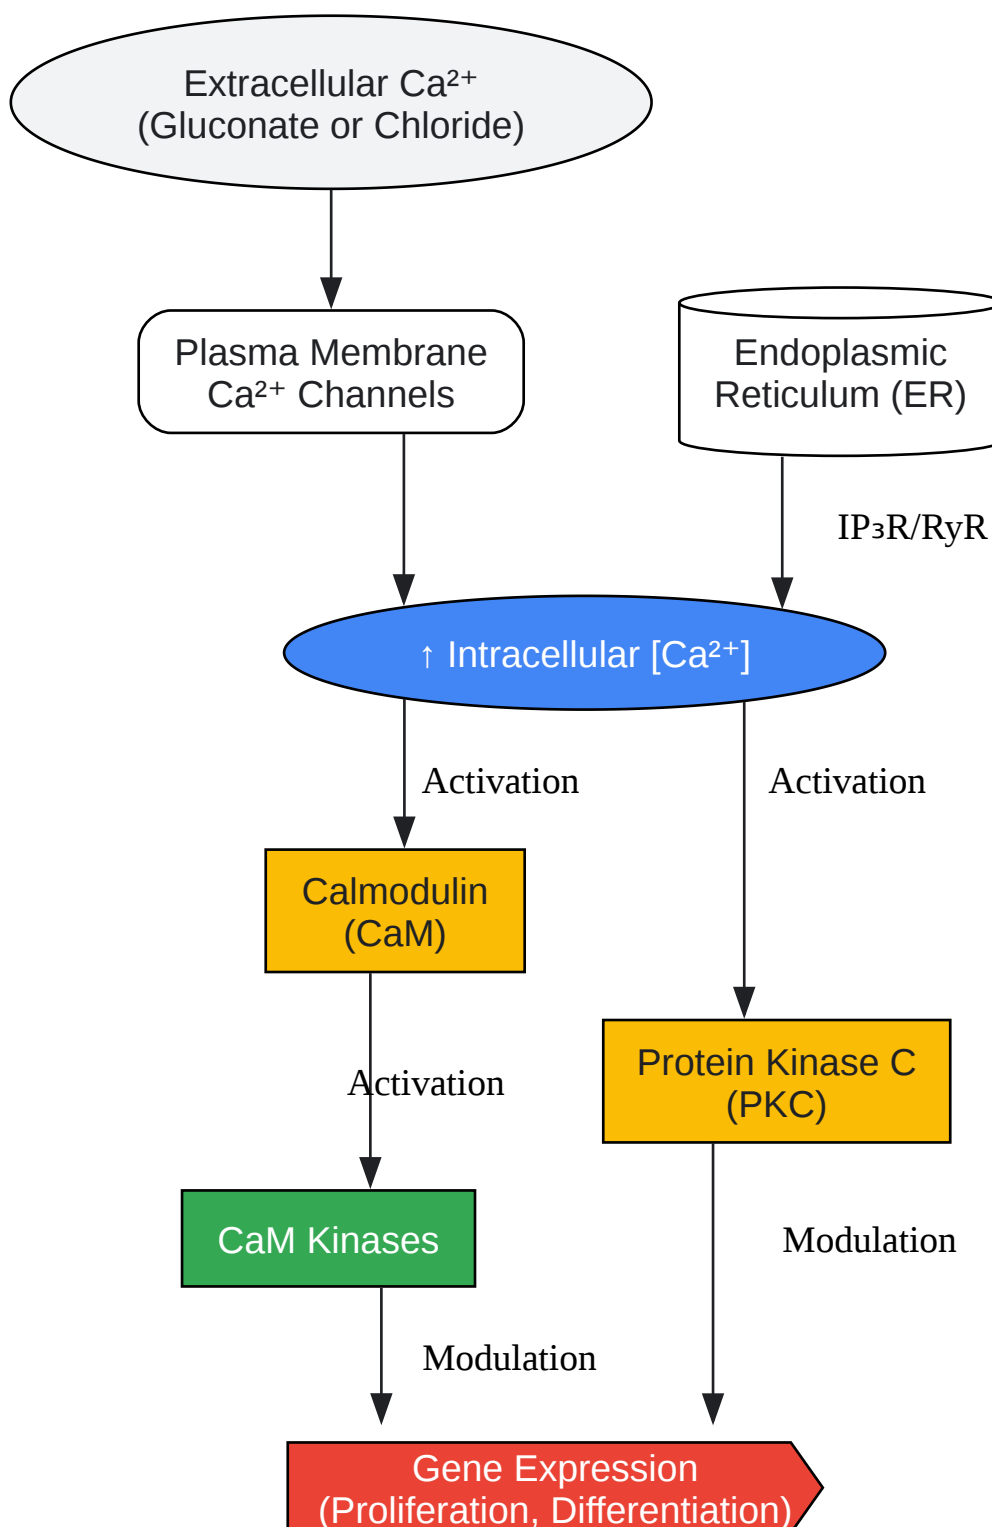 Extracellular Ca²⁺
(Gluconate or Chloride)
Plasma Membrane
Ca²⁺ Channels
Endoplasmic
Reticulum (ER)
IP₃R/RyR
↑ Intracellular [Ca²⁺]
Activation
Activation
Calmodulin
(CaM)
Protein Kinase C
(PKC)
Activation
CaM Kinases
Modulation
Modulation
Gene Expression
(Proliferation, Differentiation)